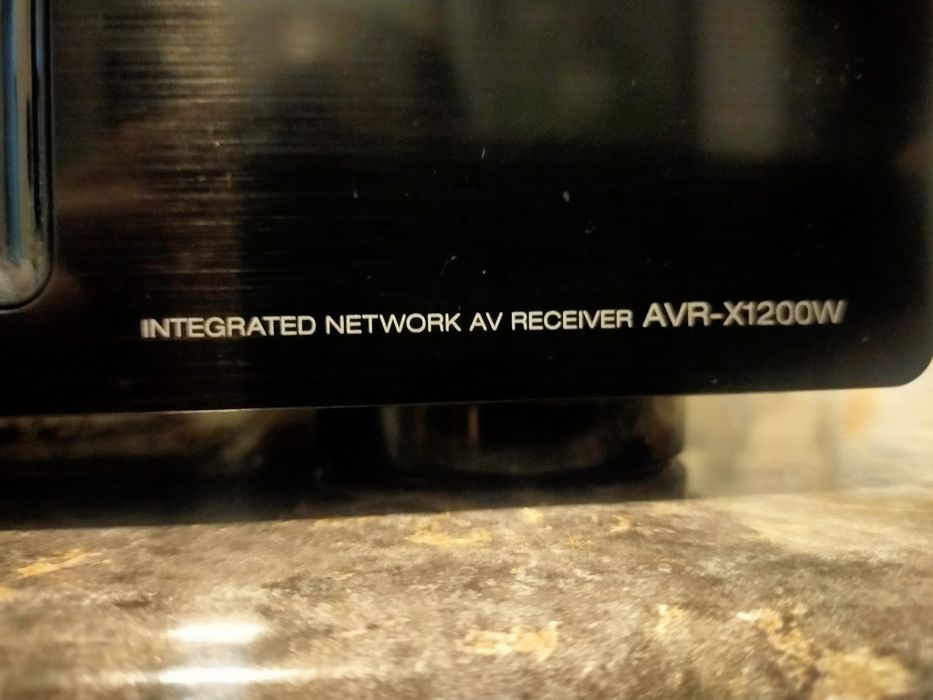 INTEGRATED NETWORK AV RECEIVER AVR-X1200W